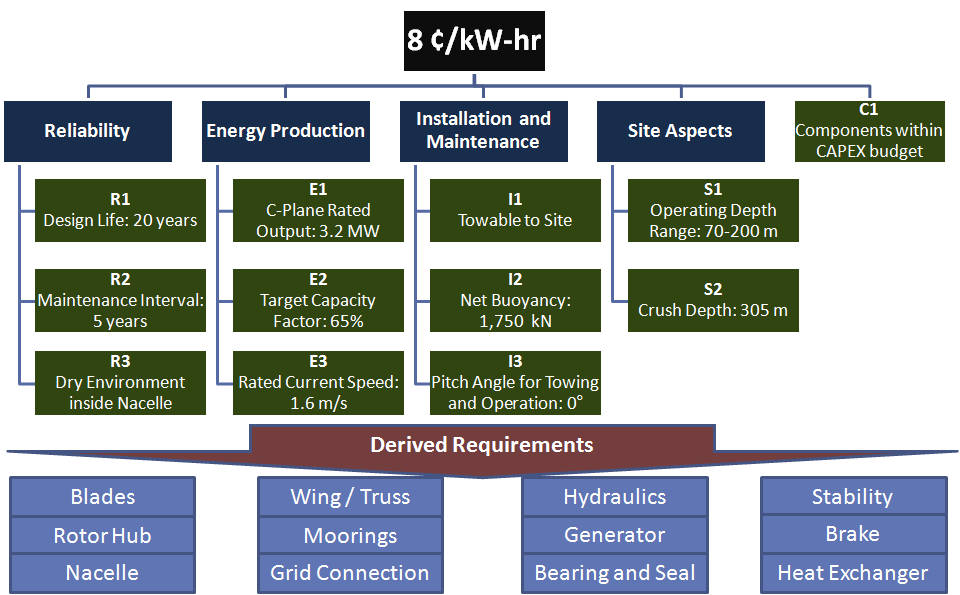 8 ¢/kW-hr
Reliability
Energy Production
Installation and
Maintenance
Site Aspects
C1
Components within
CAPEX budget
R1
Design Life: 20 years
E1
C-Plane Rated
Output: 3.2 MW
I1
Towable to Site
S1
Operating Depth
Range: 70-200 m
R2
Maintenance Interval:
5 years
E2
Target Capacity
Factor: 65%
I2
Net Buoyancy:
1,750 kN
S2
Crush Depth: 305 m
R3
Dry Environment
inside Nacelle
E3
Rated Current Speed:
1.6 m/s
I3
Pitch Angle for Towing
and Operation: 0°
Derived Requirements
Blades
Wing / Truss
Hydraulics
Stability
Rotor Hub
Moorings
Generator
Brake
Nacelle
Grid Connection
Bearing and Seal
Heat Exchanger